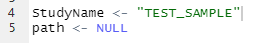 4 StudyName <- "TEST_SAMPLE"
5 path <- NULL